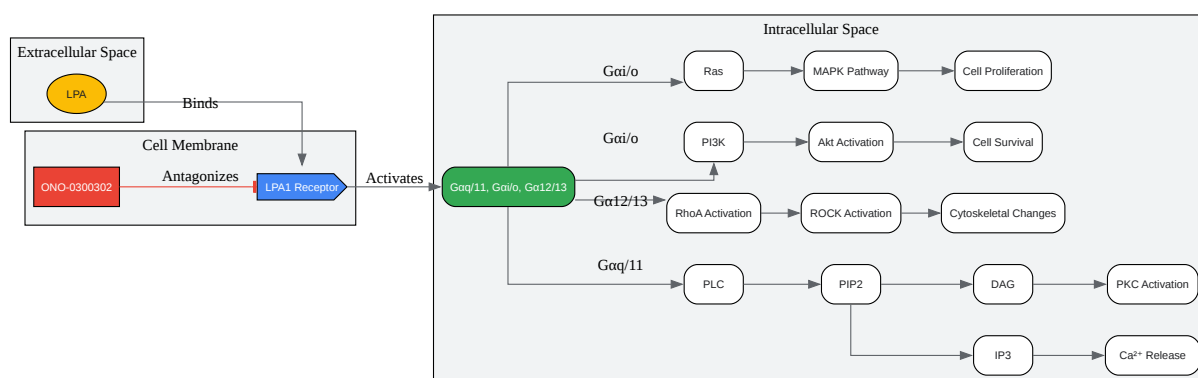 Intracellular Space
Extracellular Space
LPA
Binds
Cell Membrane
ONO-0300302
Antagonizes
LPA1 Receptor
Activates
Gαq/11, Gαi/o, Gα12/13
Gαi/o
Ras
MAPK Pathway
Cell Proliferation
Gαi/o
PI3K
Akt Activation
Cell Survival
Gα12/13
RhoA Activation
ROCK Activation
Cytoskeletal Changes
Gαq/11
PLC
PIP2
DAG
PKC Activation
IP3
Ca²⁺ Release